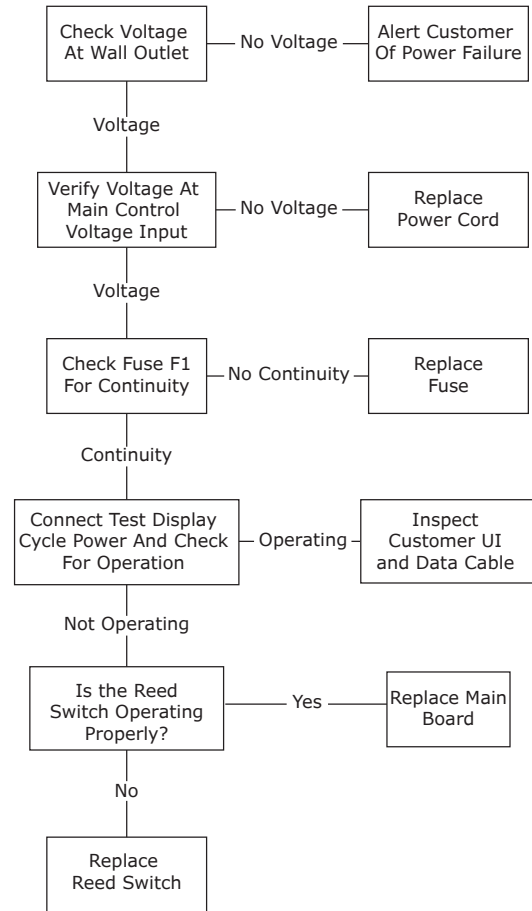 Check Voltage
At Wall Outlet
No Voltage
Alert Customer
Of Power Failure
Voltage
Verify Voltage At
Main Control
Voltage Input
No Voltage
Replace
Power Cord
Voltage
Check Fuse F1
For Continuity
No Continuity
Replace
Fuse
Continuity
Connect Test Display
Cycle Power And Check
For Operation
Operating
Inspect
Customer UI
and Data Cable
Not Operating
Is the Reed
Switch Operating
Properly?
Yes
Replace Main
Board
No
Replace
Reed Switch